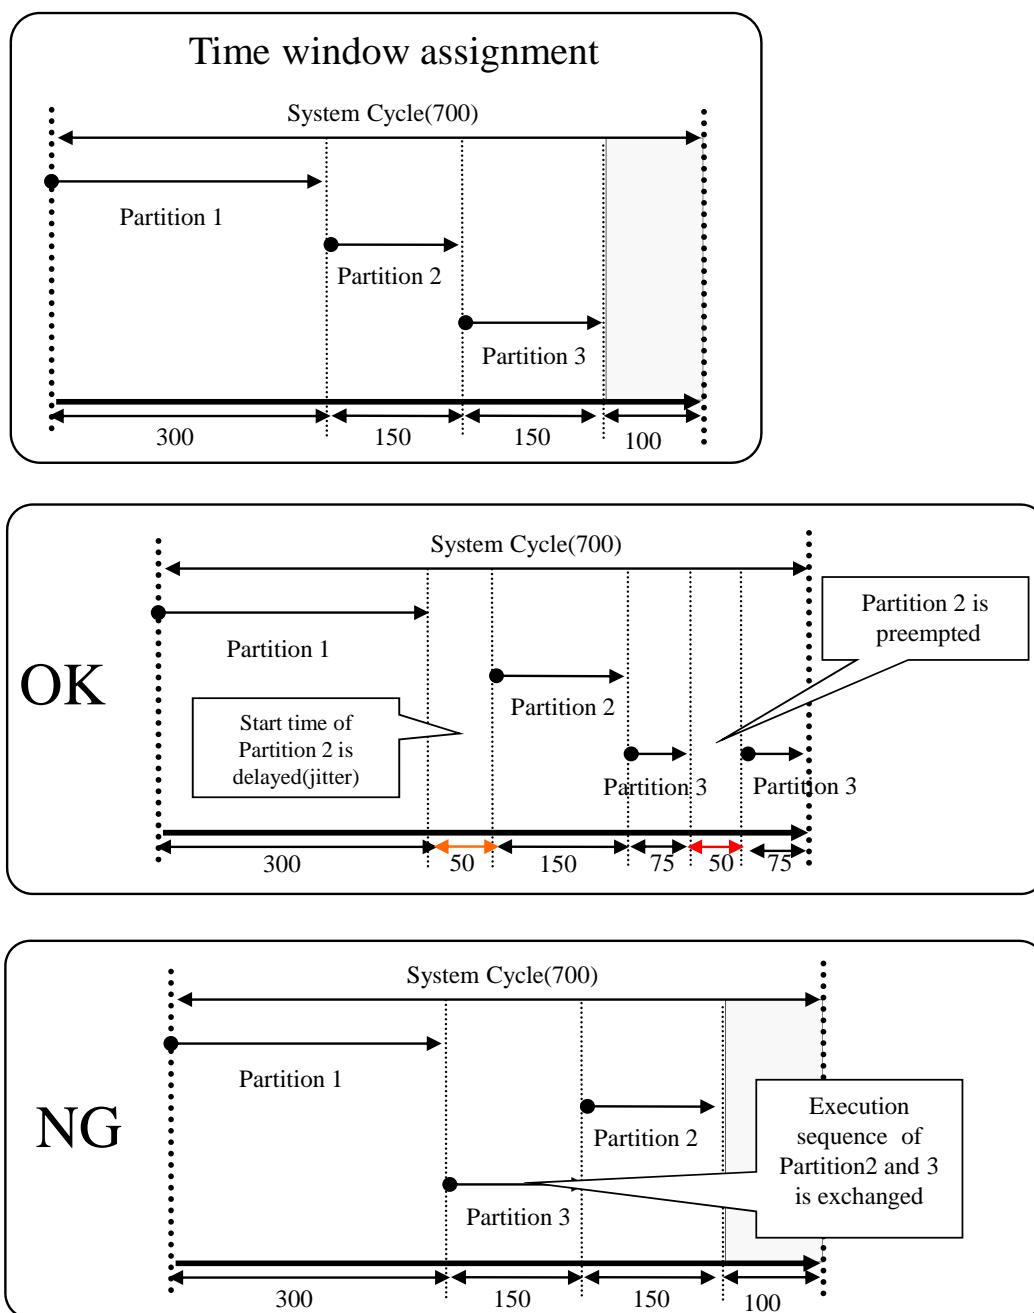 Time window assignment
System Cycle(700)
Partition 1
Partition 2
Partition 3
300
150
150
100
OK
System Cycle(700)
Partition 1
Partition 2 is
preempted
Start time of
Partition 2 is
delayed(jitter)
Partition 2
Partition 3
Partition 3
300
50
150
75
50
75
NG
System Cycle(700)
Partition 1
Partition 2
Partition 3
Execution
sequence of
Partition2 and 3
is exchanged
300
150
150
100